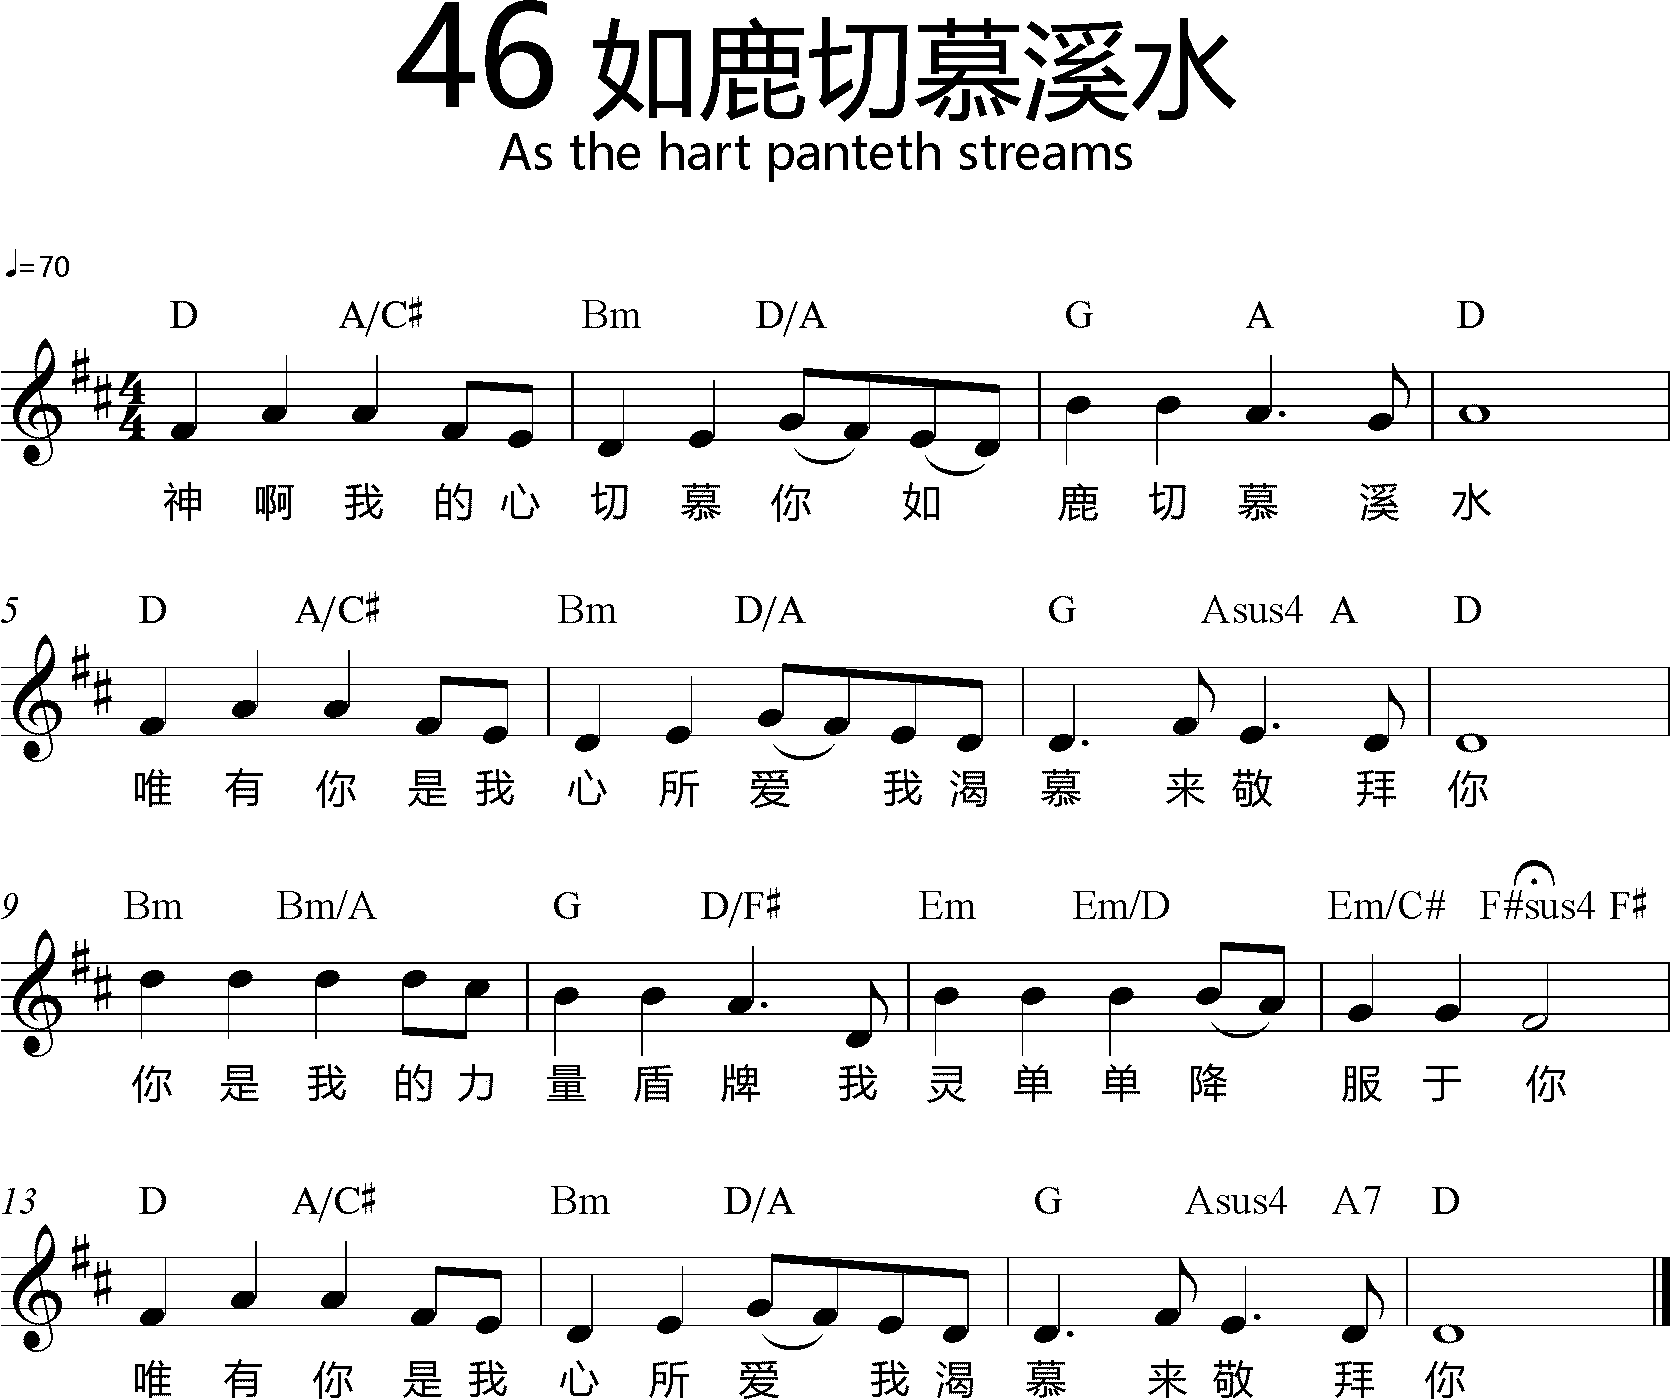 46 如鹿切慕溪水
As the hart panteth streams
♩=70
D A/C♯ Bm D/A G A D
神 啊 我 的 心 切 慕 你 如 鹿 切 慕 溪 水
5 D A/C♯ Bm D/A G Asus4 A D
唯 有 你 是 我 心 所 爱 我 渴 慕 来 敬 拜 你
9 Bm Bm/A G D/F♯ Em Em/D Em/C# F#sus4 F♯
你 是 我 的 力 量 盾 牌 我 灵 单 单 降 服 于 你
13 D A/C♯ Bm D/A G Asus4 A7 D
唯 有 你 是 我 心 所 爱 我 渴 慕 来 敬 拜 你